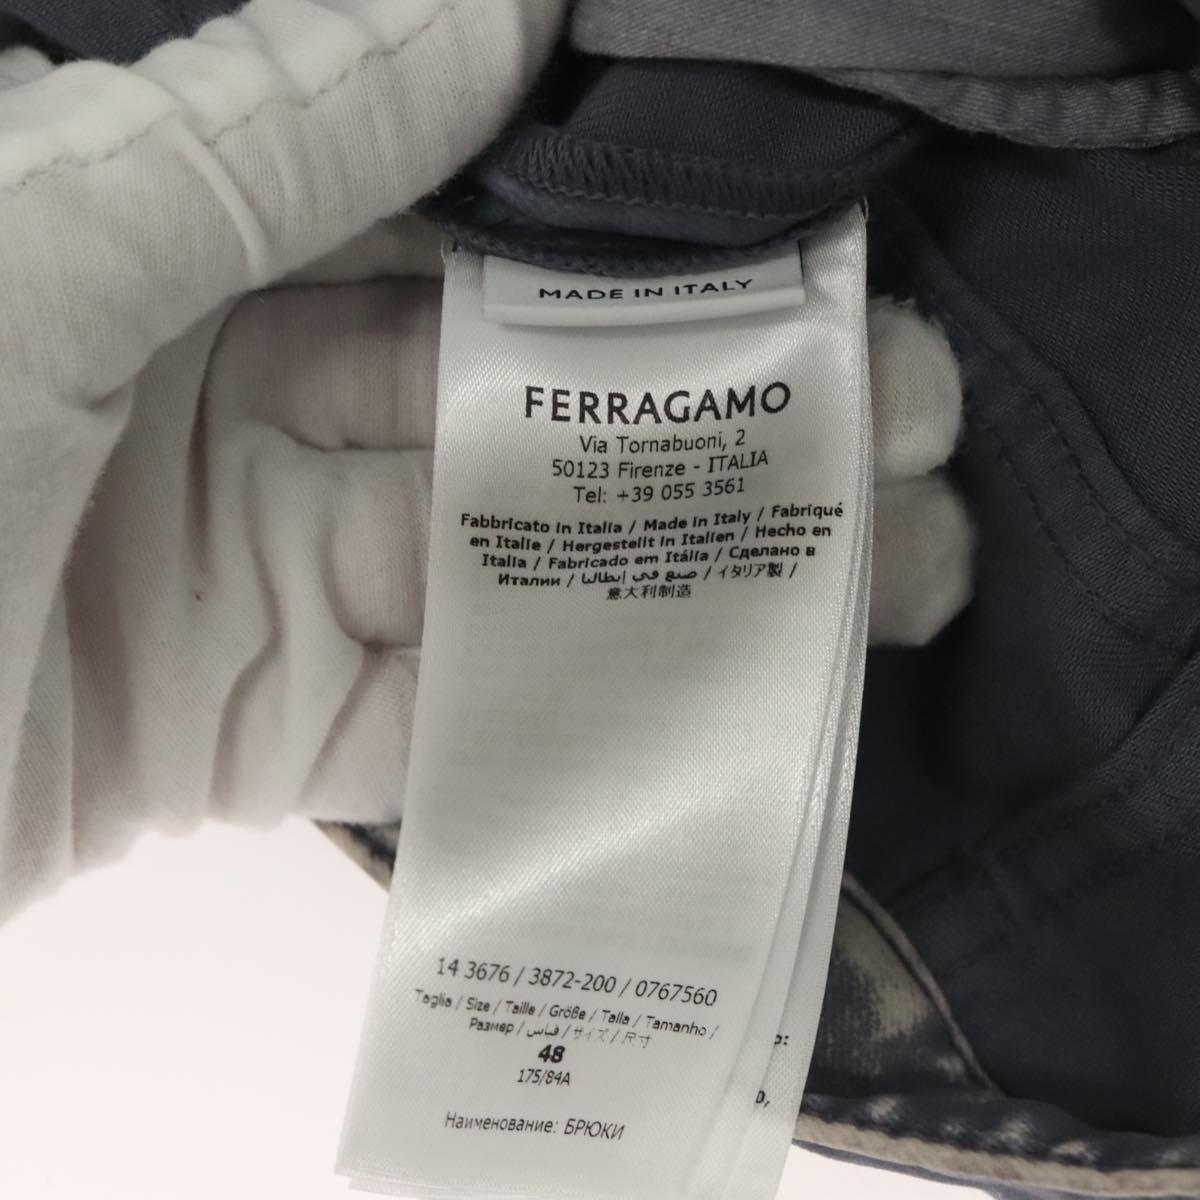 MADE IN ITALY
FERRAGAMO
Via Tornabuoni, 2
50123 Firenze - ITALIA
Tel: +39 055 3561
Fabbricato in Italia / Made in Italy / Fabriqué
en Italie / Hergestellt in Italien / Hecho en
Italia / Fabricado em Itália / Сделано в
Италии / صنع في إيطاليا / イタリア製 /
意大利制造
14 3676 / 3872-200 / 0767560
Taglia / Size / Taille / Größe / Talla / Tamanho /
Размер / قياس / サイズ / 尺寸
48
175/84A
Наименование: БРЮКИ